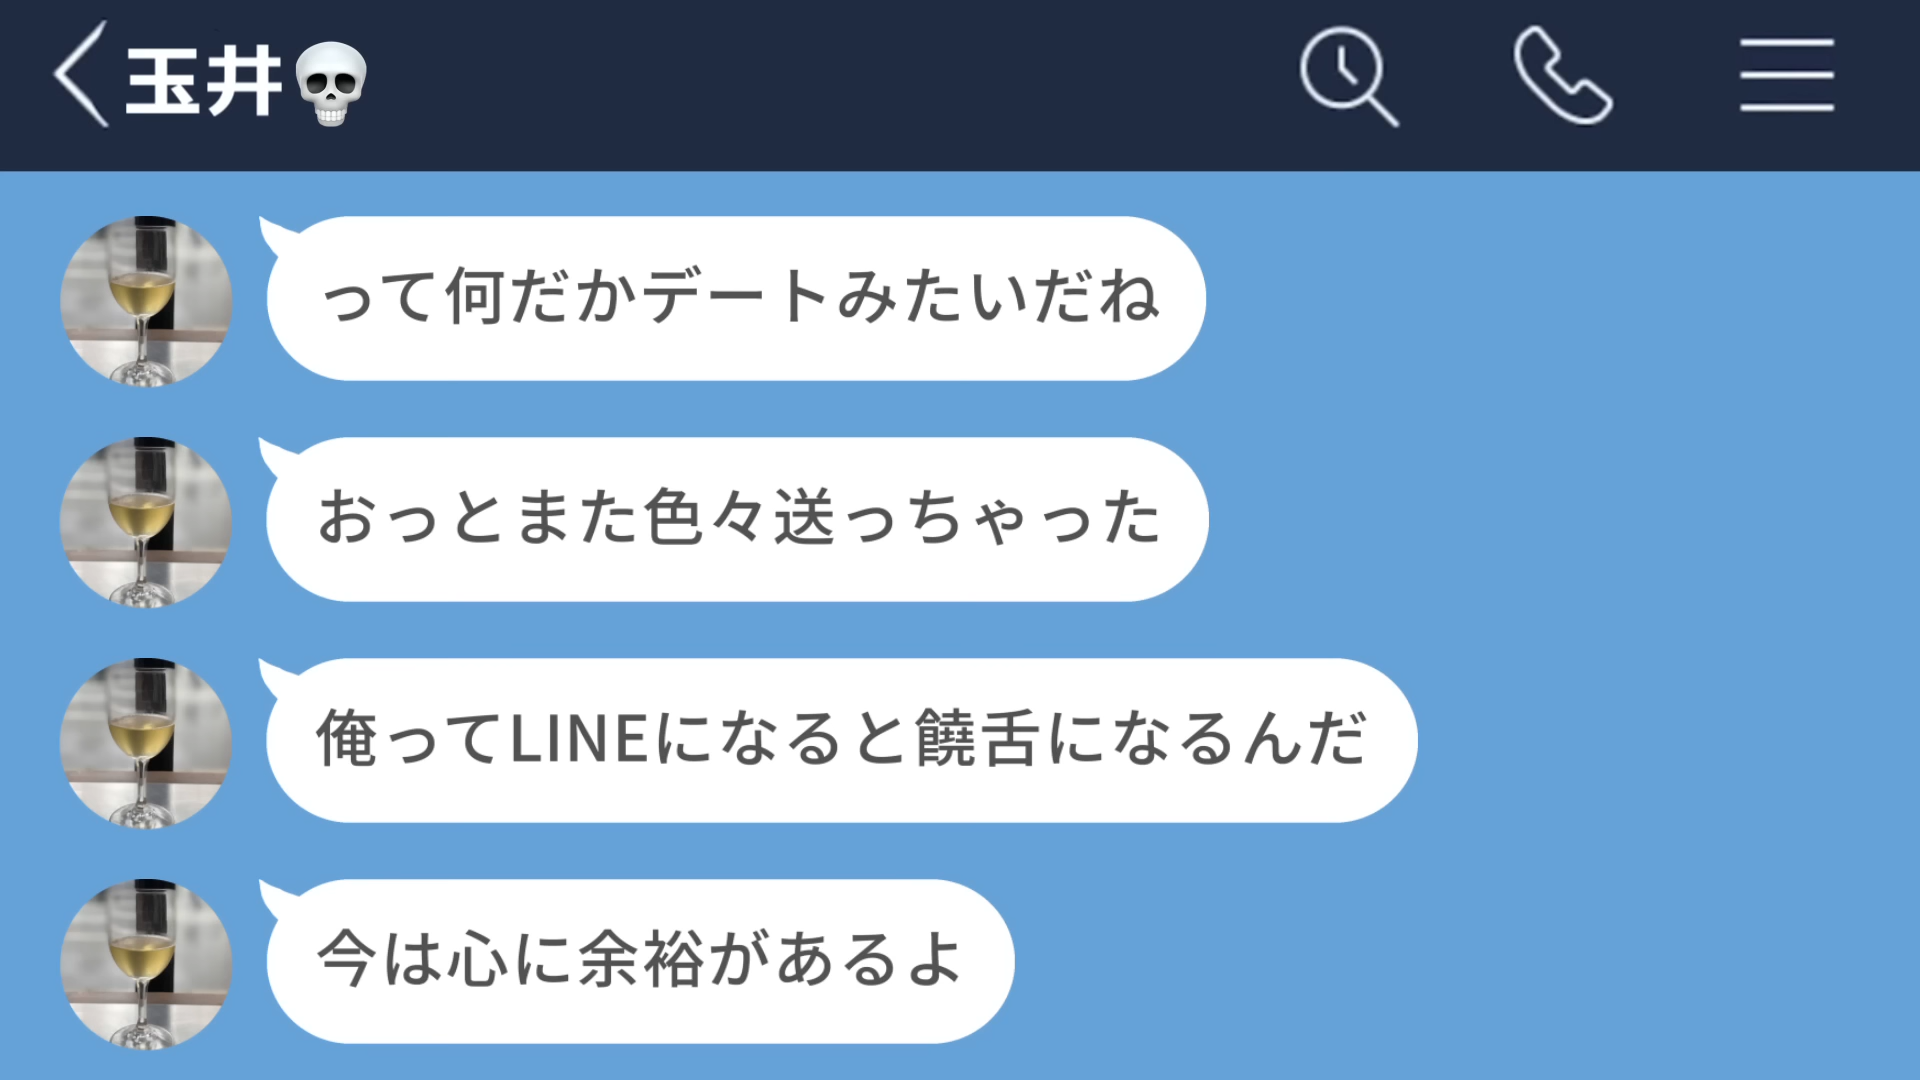 玉井💀
って何だかデートみたいだね
おっとまた色々送っちゃった
俺ってLINEになると饒舌になるんだ
今は心に余裕があるよ